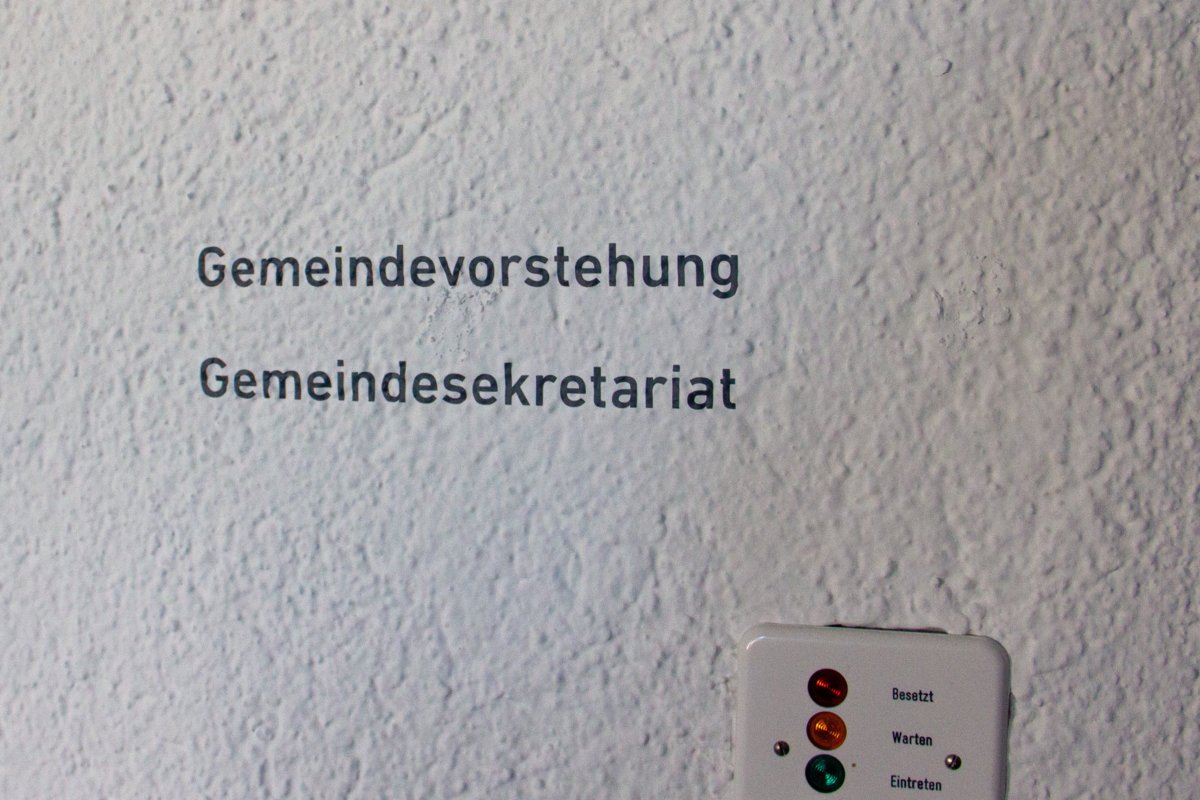 Gemeindevorstehung
Gemeindesekretariat
Besetzt
Warten
Eintreten